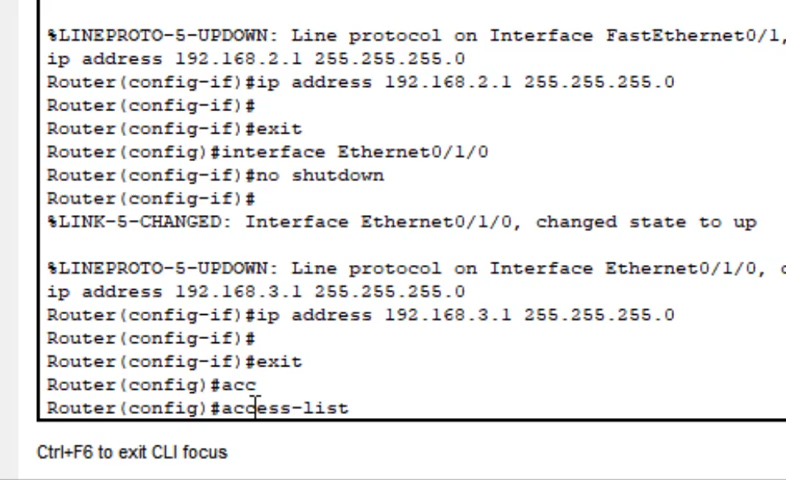 %LINEPROTO-5-UPDOWN: Line protocol on Interface FastEthernet0/1,
ip address 192.168.2.1 255.255.255.0
Router(config-if)#ip address 192.168.2.1 255.255.255.0
Router(config-if)#
Router(config-if)#exit
Router(config)#interface Ethernet0/1/0
Router(config-if)#no shutdown
Router(config-if)#
%LINK-5-CHANGED: Interface Ethernet0/1/0, changed state to up
%LINEPROTO-5-UPDOWN: Line protocol on Interface Ethernet0/1/0,
ip address 192.168.3.1 255.255.255.0
Router(config-if)#ip address 192.168.3.1 255.255.255.0
Router(config-if)#
Router(config-if)#exit
Router(config)#acc
Router(config)#access-list
Ctrl+F6 to exit CLI focus